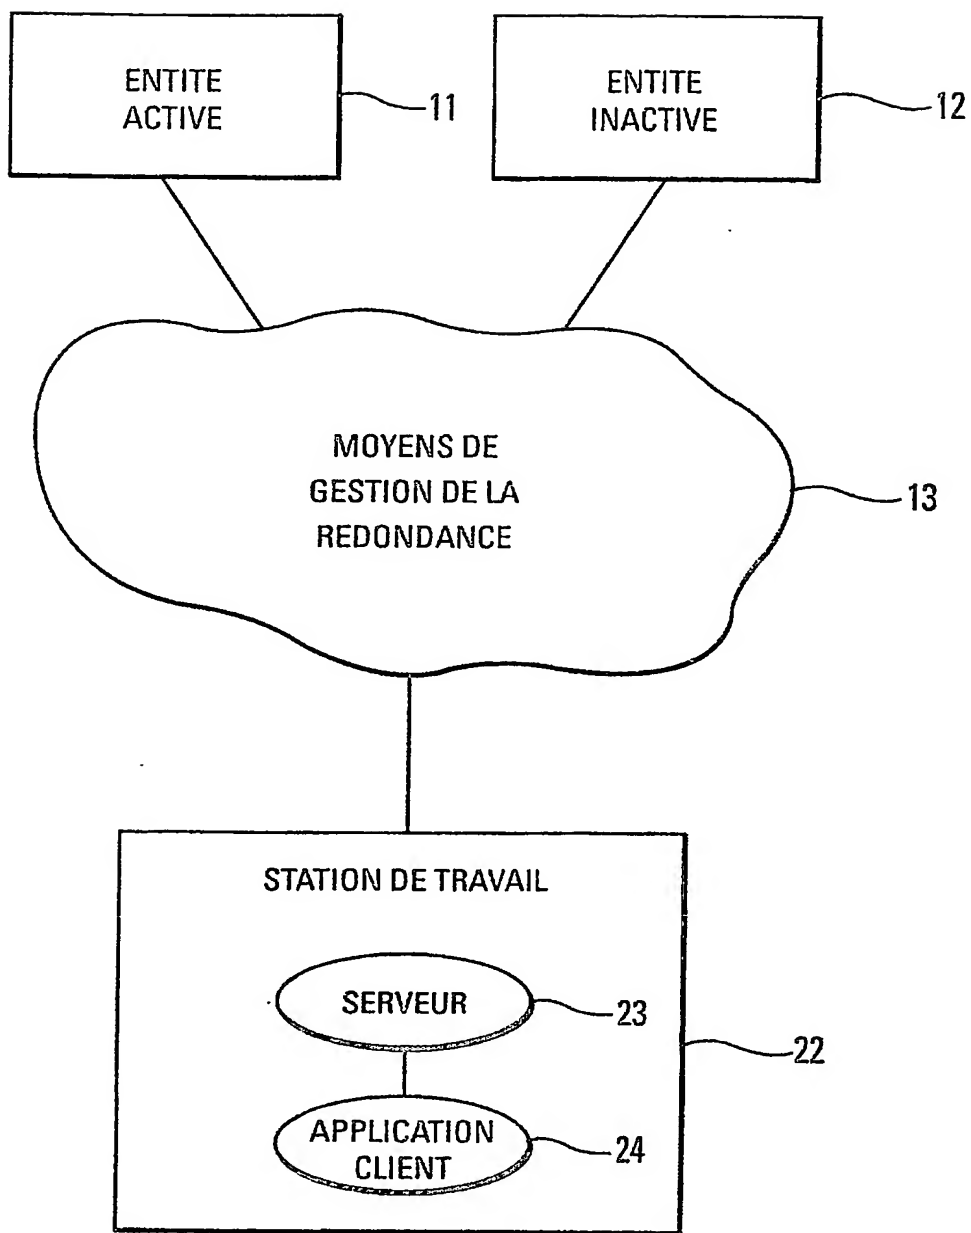 ENTITE
ACTIVE
11
ENTITE
INACTIVE
12
MOYENS DE
GESTION DE LA
REDONDANCE
13
STATION DE TRAVAIL
SERVEUR
23
22
APPLICATION
CLIENT
24